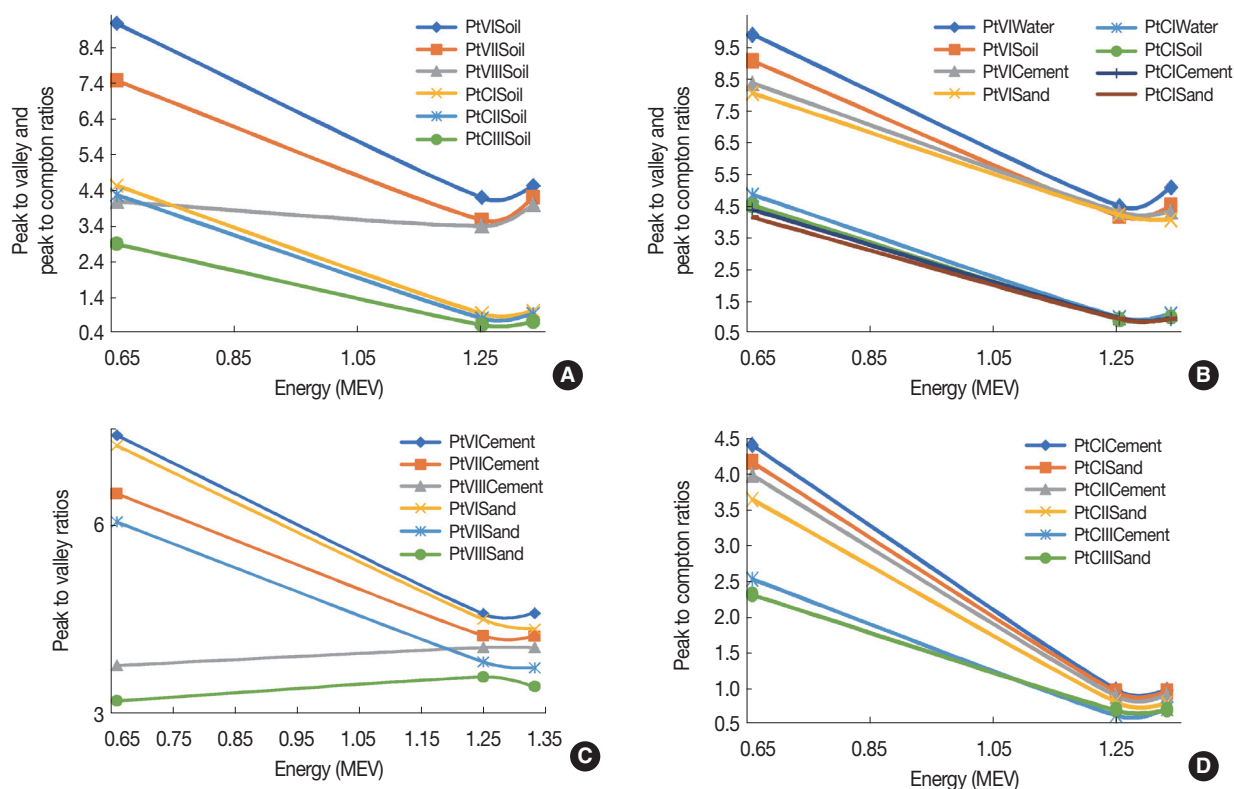 Peak to valley and
peak to compton ratios
8.4
7.4
6.4
5.4
4.4
3.4
2.4
1.4
0.4
0.65
0.85
1.05
1.25
Energy (MEV)
PtVISoil
PtVIISoil
PtVIIISoil
PtCISoil
PtCIISoil
PtCIIISoil
A
Peak to valley and
peak to compton ratios
9.5
8.5
7.5
6.5
5.5
4.5
3.5
2.5
1.5
0.5
0.65
0.85
1.05
1.25
Energy (MEV)
PtVIWater
PtVISoil
PtVICement
PtVISand
PtCIWater
PtCISoil
PtCICement
PtCISand
B
Peak to valley ratios
6
3
0.65
0.75
0.85
0.95
1.05
1.15
1.25
1.35
Energy (MEV)
PtVICement
PtVIICement
PtVIIICement
PtVISand
PtVIISand
PtVIIISand
C
Peak to compton ratios
4.5
4.0
3.5
3.0
2.5
2.0
1.5
1.0
0.5
0.65
0.85
1.05
1.25
Energy (MEV)
PtCICement
PtCISand
PtCIICement
PtCIISand
PtCIIICement
PtCIIISand
D